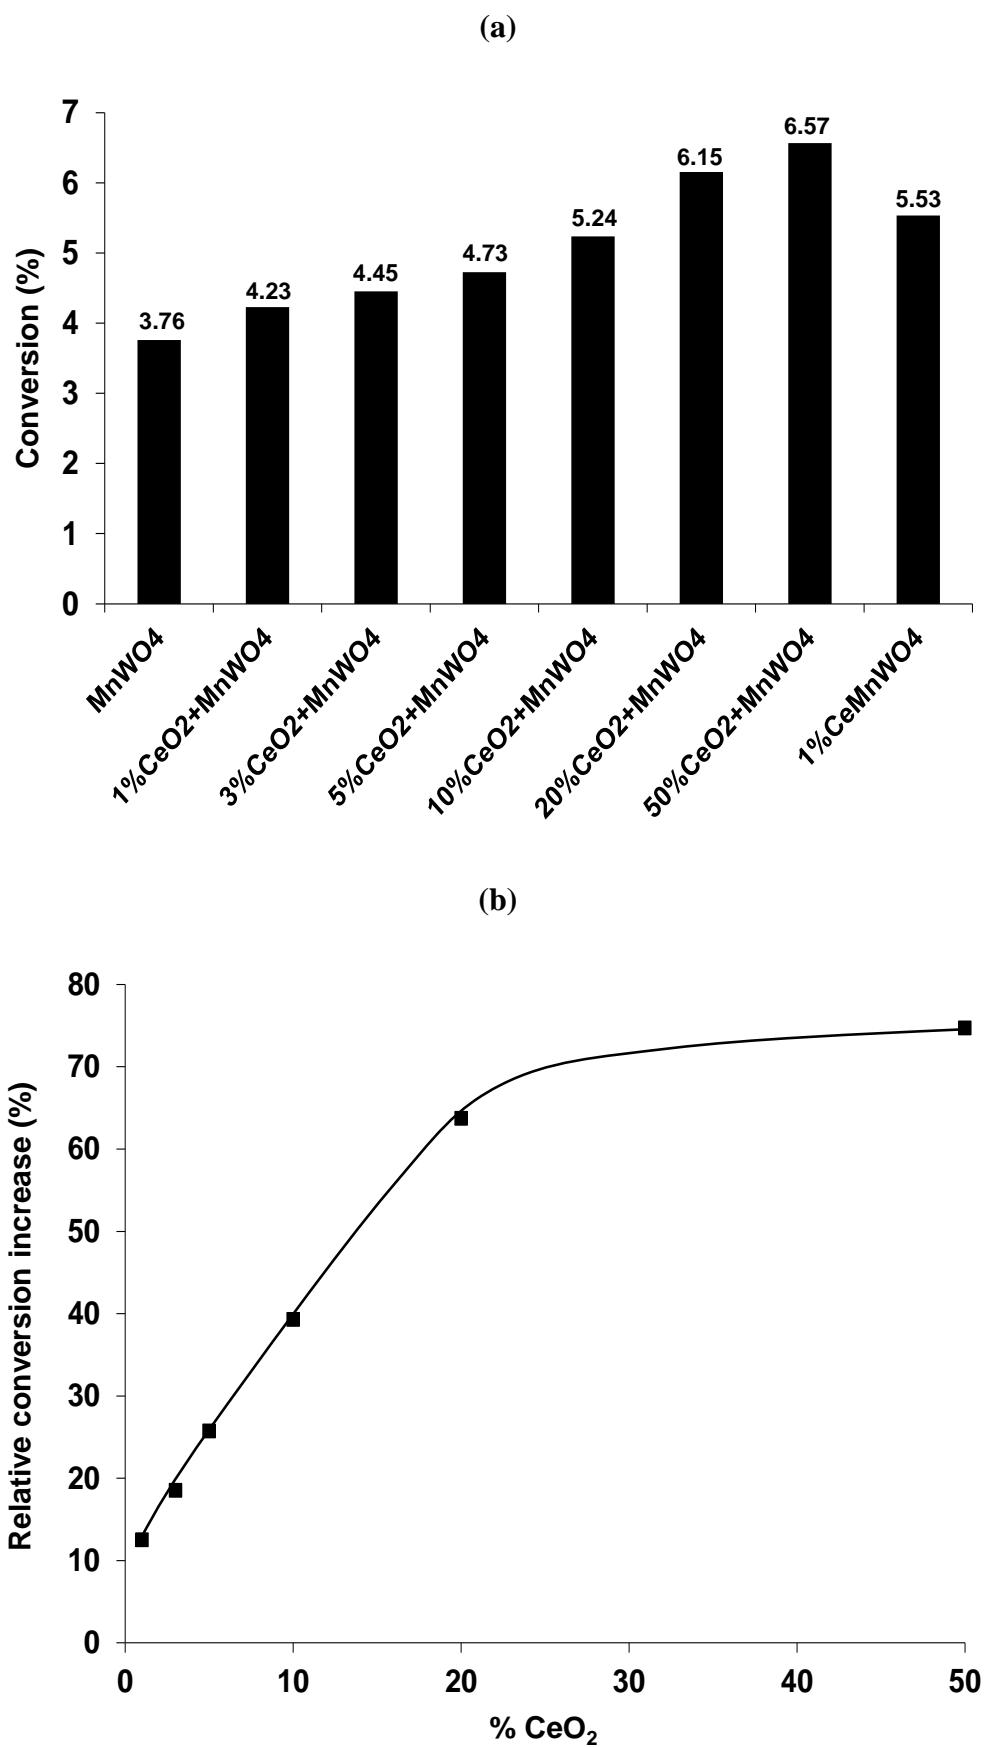 (a)
Conversion (%)
7
6
5
4
3
2
1
0
3.76
4.23
4.45
4.73
5.24
6.15
6.57
5.53
MnWO4
1%CeO2+MnWO4
3%CeO2+MnWO4
5%CeO2+MnWO4
10%CeO2+MnWO4
20%CeO2+MnWO4
50%CeO2+MnWO4
1%CeMnWO4
(b)
Relative conversion increase (%)
80
70
60
50
40
30
20
10
0
0 10 20 30 40 50
% CeO₂